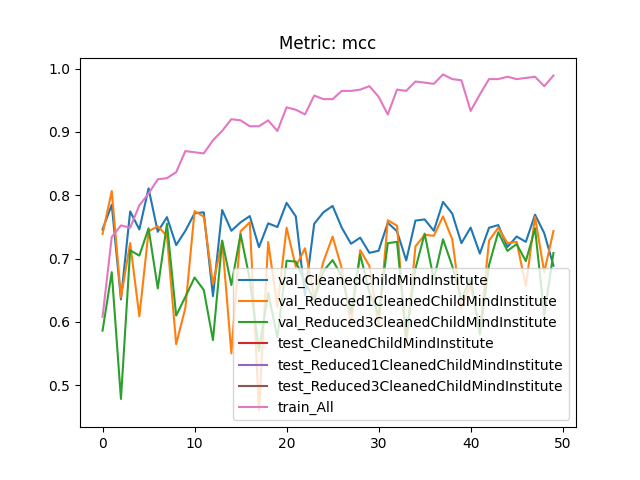 Metric: mcc
1.0
0.9
0.8
0.7
0.6
0.5
val_CleanedChildMindInstitute
val_Reduced1CleanedChildMindInstitute
val_Reduced3CleanedChildMindInstitute
test_CleanedChildMindInstitute
test_Reduced1CleanedChildMindInstitute
test_Reduced3CleanedChildMindInstitute
train_All
0 10 20 30 40 50